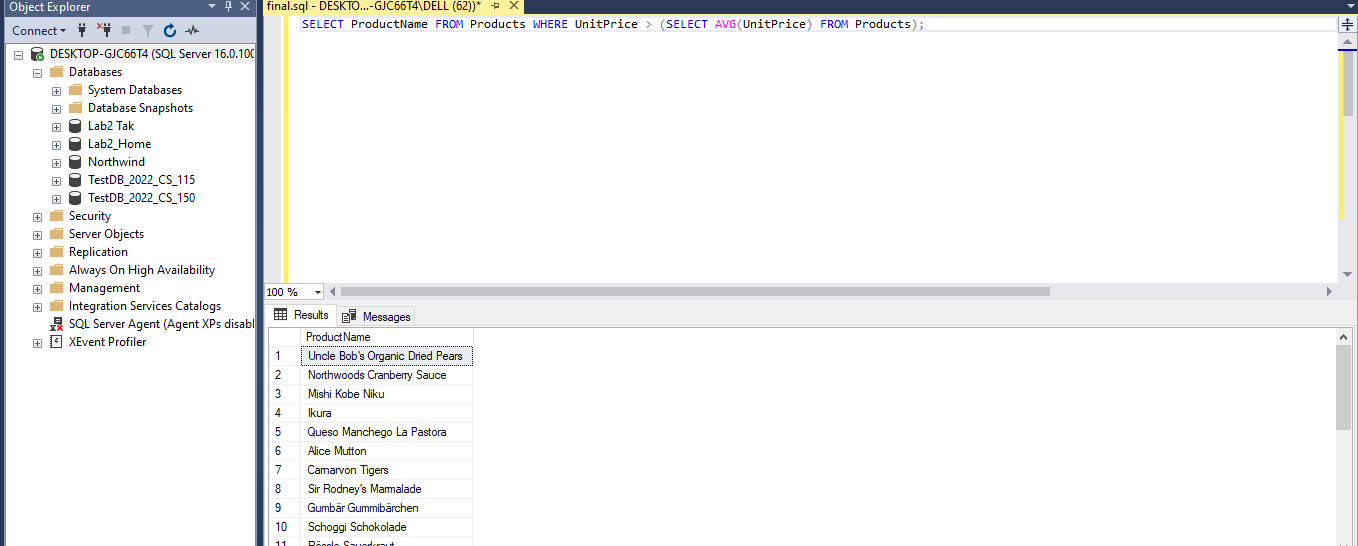 Object Explorer
final.sql - DESKTO...-GJC66T4\DELL (62))*
Connect
SELECT ProductName FROM Products WHERE UnitPrice > (SELECT AVG(UnitPrice) FROM Products);
DESKTOP-GJC66T4 (SQL Server 16.0.100
Databases
System Databases
Database Snapshots
Lab2 Tak
Lab2_Home
Northwind
TestDB_2022_CS_115
TestDB_2022_CS_150
Security
Server Objects
Replication
Always On High Availability
Management
Integration Services Catalogs
SQL Server Agent (Agent XPs disabl
XEvent Profiler
100 %
Results
Messages
ProductName
1 Uncle Bob's Organic Dried Pears
2 Northwoods Cranberry Sauce
3 Mishi Kobe Niku
4 Ikura
5 Queso Manchego La Pastora
6 Alice Mutton
7 Carnarvon Tigers
8 Sir Rodney's Marmalade
9 Gumbär Gummibärchen
10 Schoggi Schokolade
11 Rössle Sauerkraut